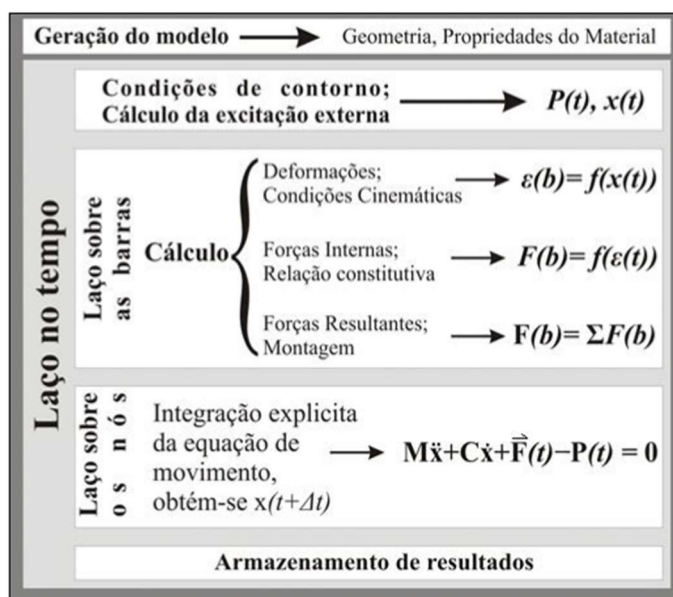 Geração do modelo → Geometria, Propriedades do Material
Laço no tempo
Condições de contorno;
Cálculo da excitação externa → P(t), x(t)
Laço sobre
as barras
Cálculo
Deformações;
Condições Cinemáticas → ε(b)= f(x(t))
Forças Internas;
Relação constitutiva → F(b)= f(ε(t))
Forças Resultantes;
Montagem → F(b)= ΣF(b)
Laço sobre
os nós
Integração explicita
da equação de
movimento,
obtém-se x(t+Δt) → Mẍ+Cẋ+F⃗(t)−P(t) = 0
Armazenamento de resultados